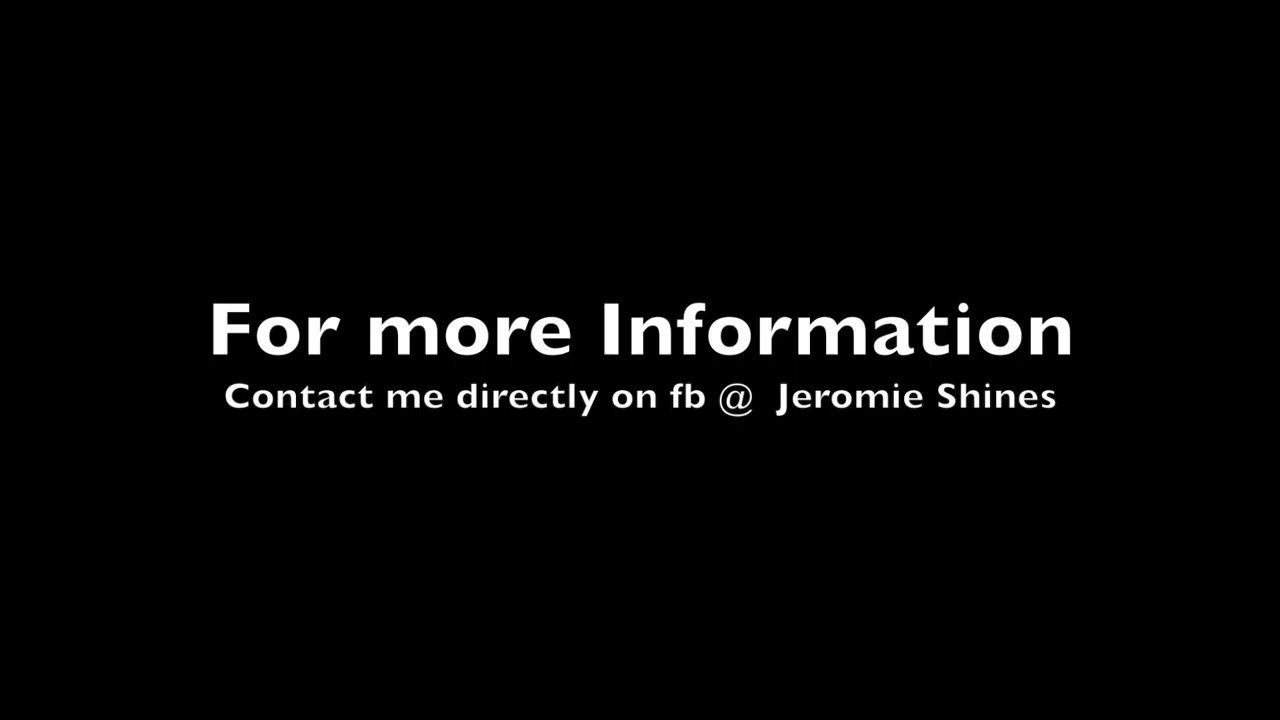 For more Information
Contact me directly on fb @ Jeromie Shines